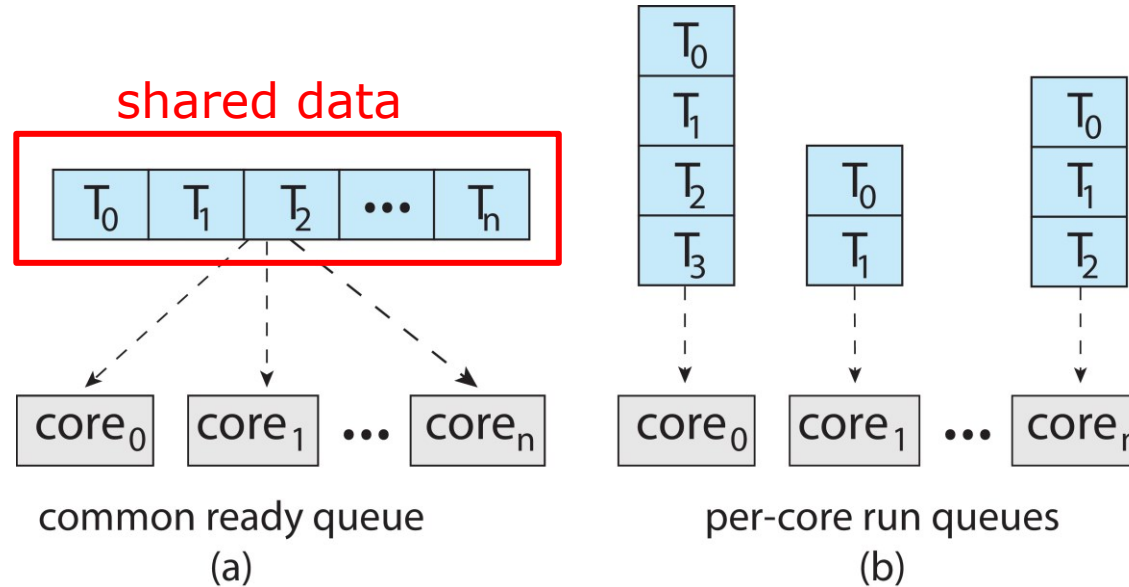 shared data
T0 T1 T2 ••• Tn
core0 core1 ••• coren
common ready queue
(a)
T0
T1
T2
T3
T0
T1
T0
T1
T2
core0 core1 ••• coren
per-core run queues
(b)